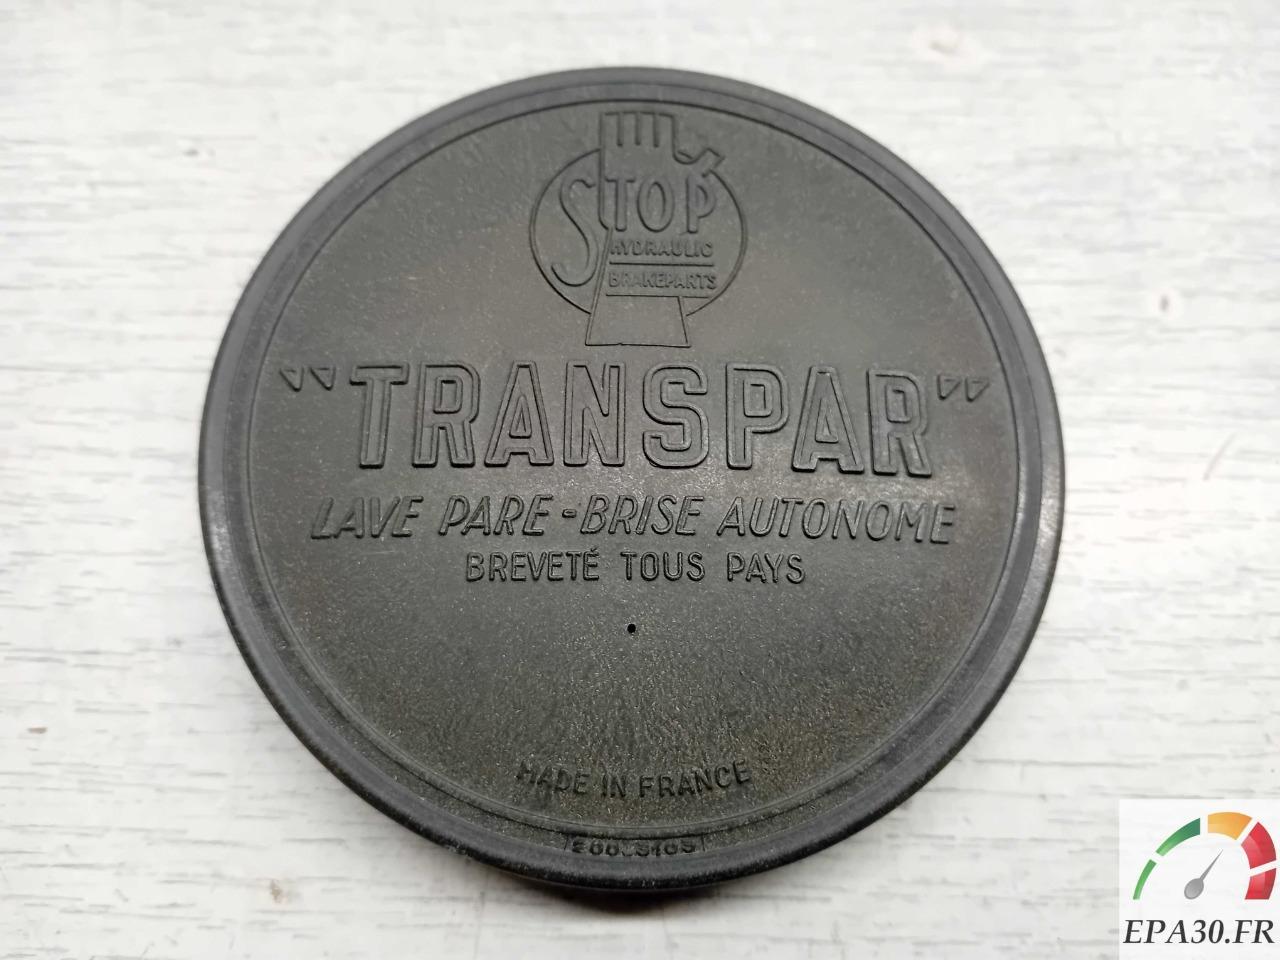 STOP
HYDRAULIC
BRAKEPARTS
"TRANSPAR"
LAVE PARE-BRISE AUTONOME
BREVETÉ TOUS PAYS
MADE IN FRANCE
EPA30.FR